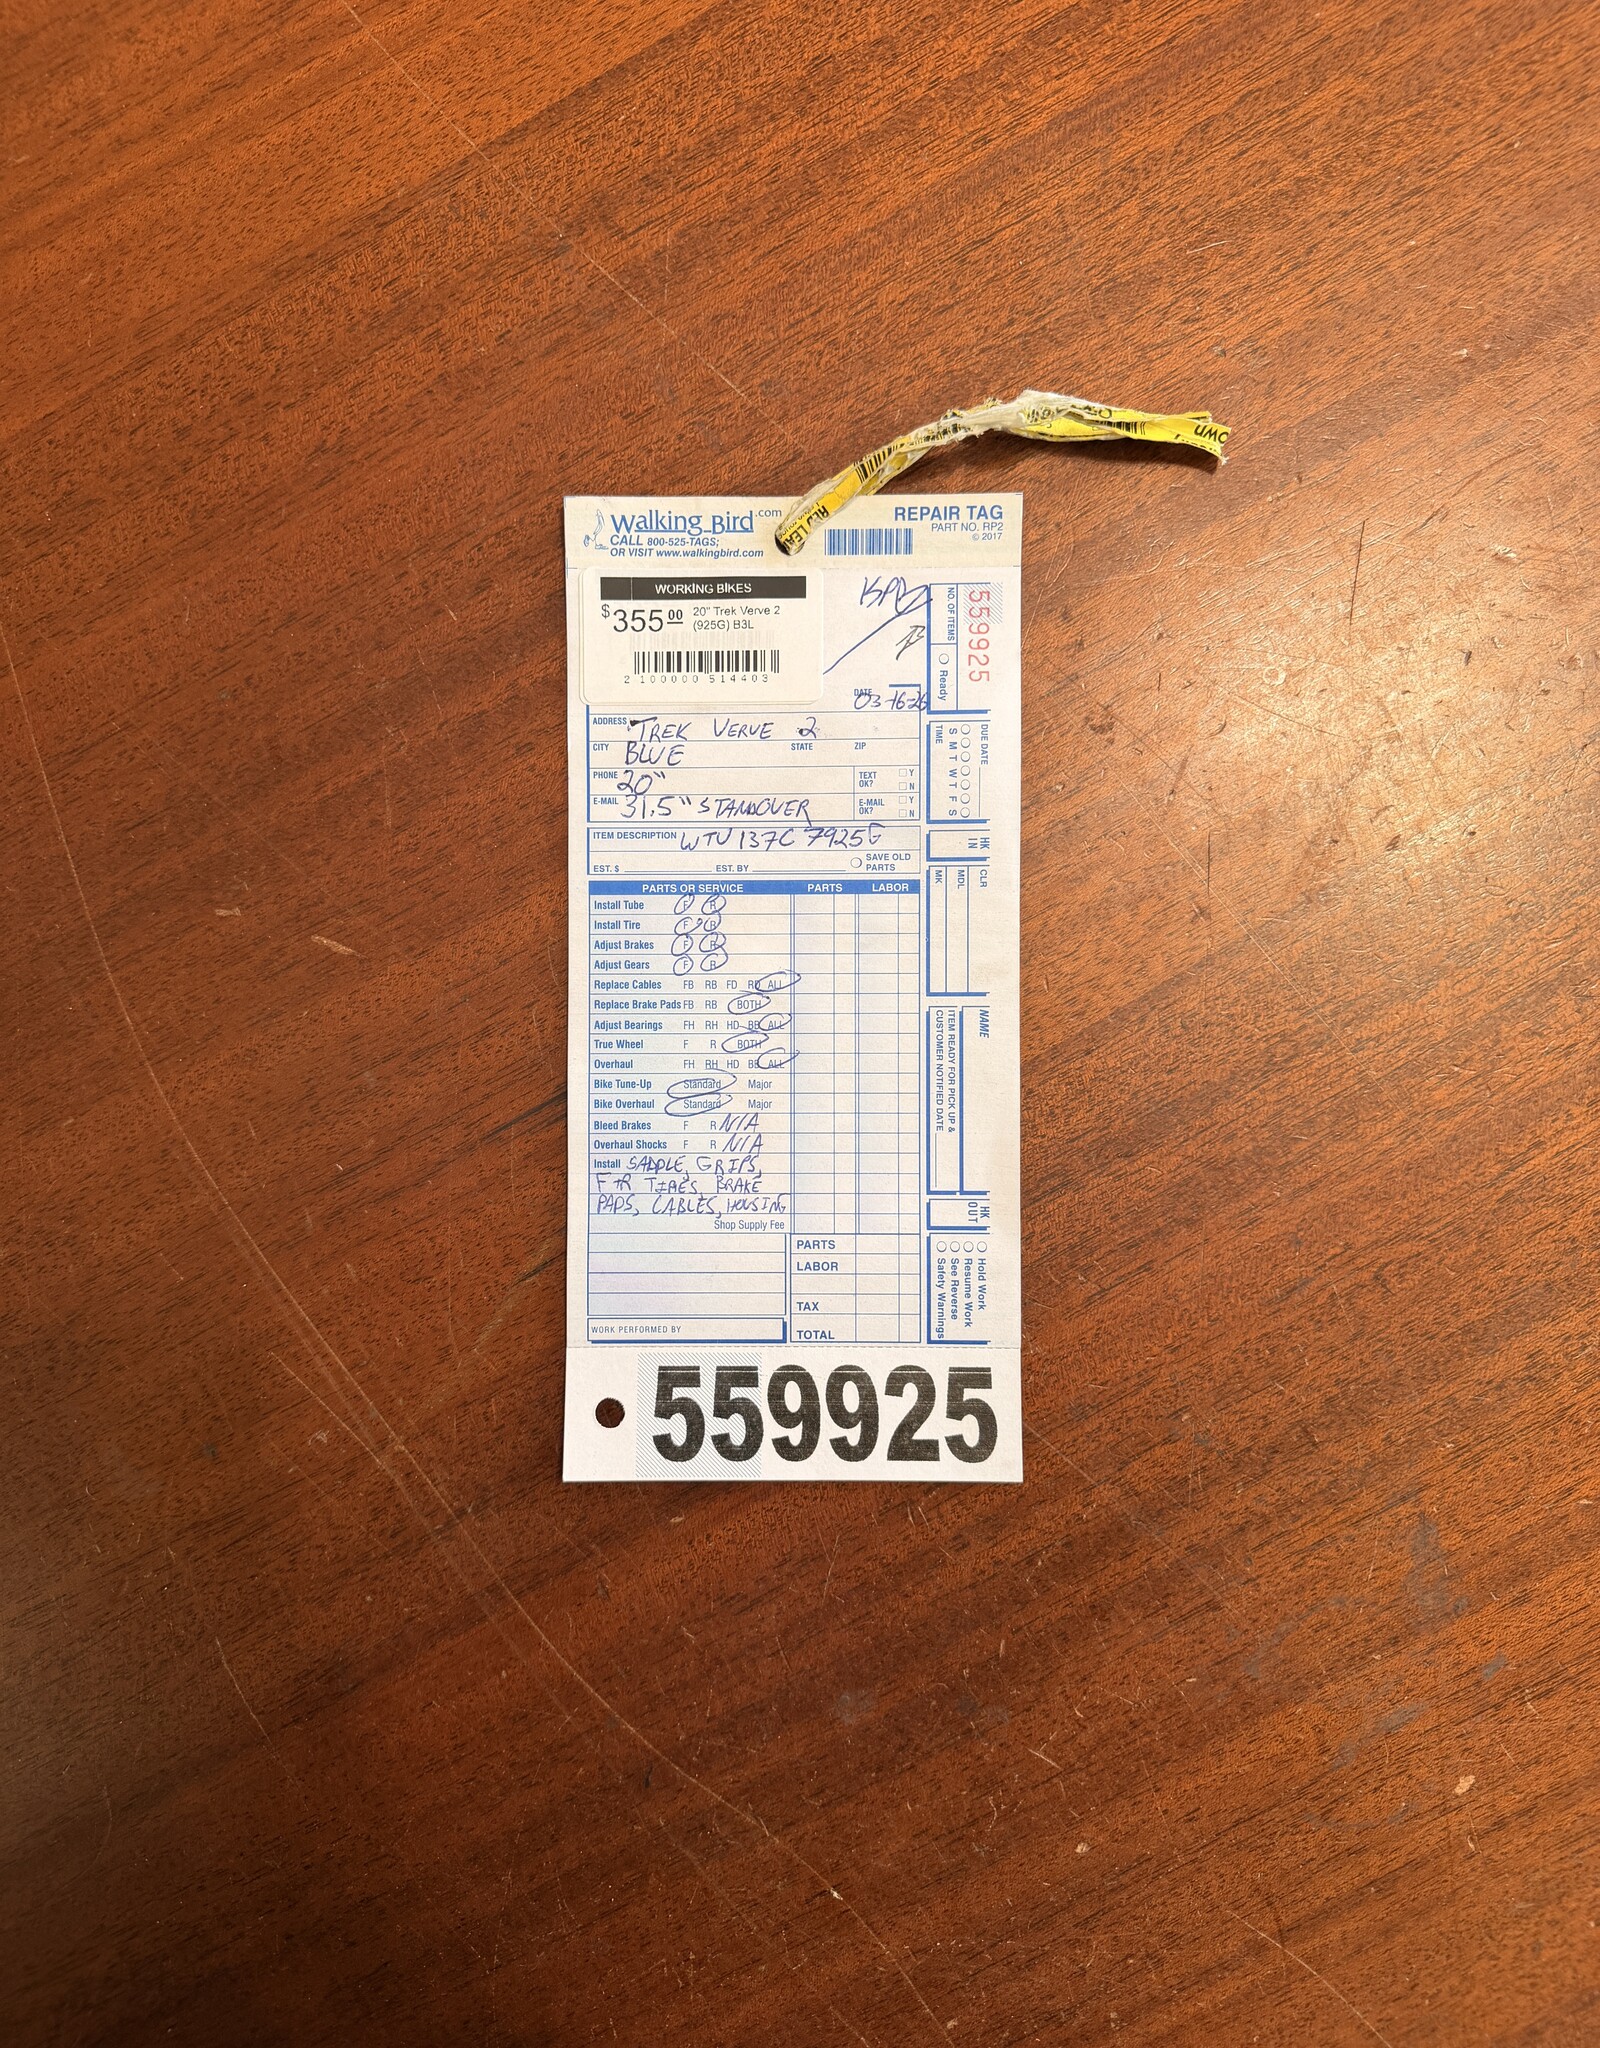 Walking Bird.com
CALL 800-525-TAGS;
OR VISIT www.walkingbird.com
REPAIR TAG
PART NO. RP2
© 2017
WORKING BIKES
$355.00
20" Trek Verve 2
(925G) B3L
2 100000 514403
DATE
03-16-26
ADDRESS TREK VERVE 2
CITY BLUE STATE ZIP
PHONE 20" TEXT OK? Y N
E-MAIL 31.5" STANDOVER E-MAIL OK? Y N
ITEM DESCRIPTION WTU 137C 7925G
EST. $ EST. BY SAVE OLD PARTS
PARTS OR SERVICE PARTS LABOR
Install Tube F R
Install Tire F R
Adjust Brakes F R
Adjust Gears F R
Replace Cables FB RB FD RD ALL
Replace Brake Pads FB RB BOTH
Adjust Bearings FH RH HD BB ALL
True Wheel F R BOTH
Overhaul FH RH HD BB ALL
Bike Tune-Up Standard Major
Bike Overhaul Standard Major
Bleed Brakes F R N/A
Overhaul Shocks F R N/A
Install SADDLE, GRIPS,
F + R TIRES, BRAKE
PADS, CABLES, HOUSING
Shop Supply Fee
PARTS
LABOR
TAX
TOTAL
WORK PERFORMED BY
559925
NO. OF ITEMS
Ready
DUE DATE
S M T W T F S
TIME
HK IN
CLR
MDL
MK
NAME
ITEM READY FOR PICK UP &
CUSTOMER NOTIFIED DATE
HK OUT
Hold Work
Resume Work
See Reverse
Safety Warnings
559925